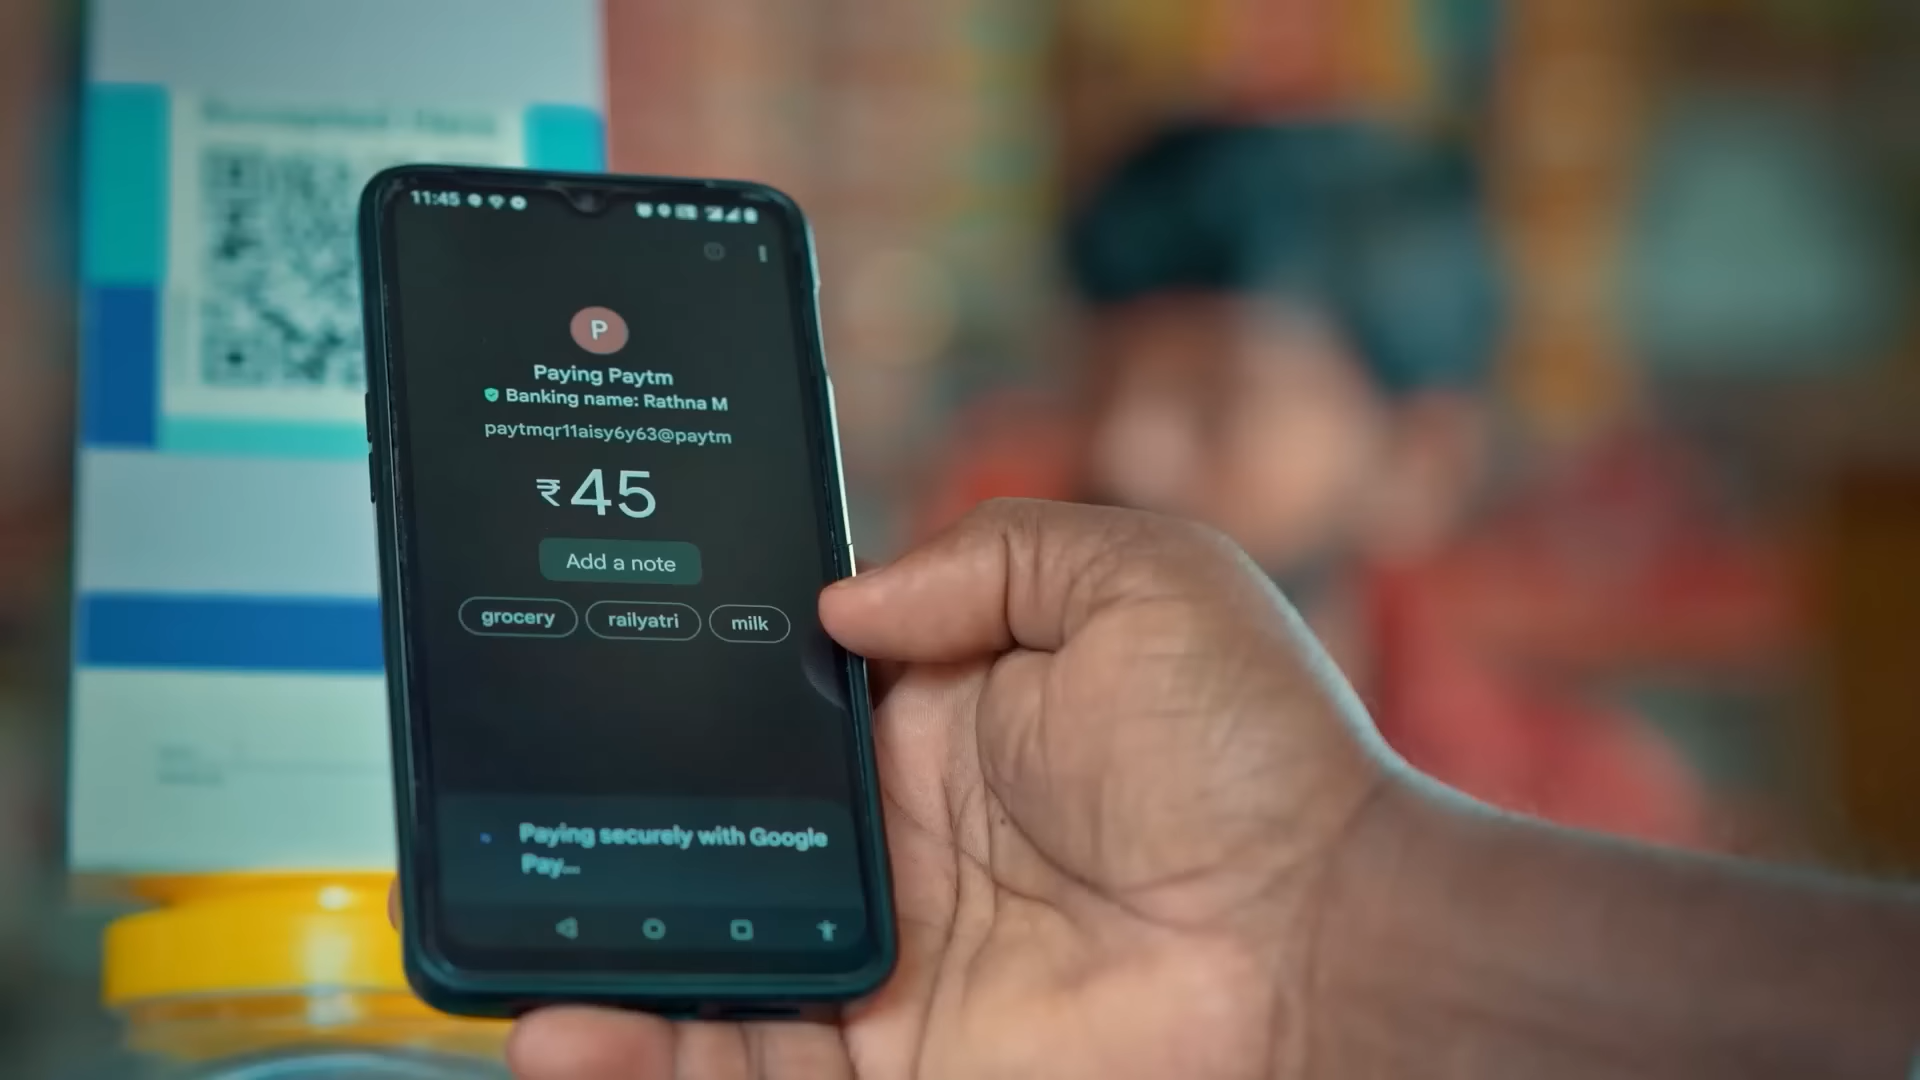 11:45
P
Paying Paytm
Banking name: Rathna M
paytmqr11aisy6y63@paytm
₹45
Add a note
grocery railyatri milk
Paying securely with Google
Pay...